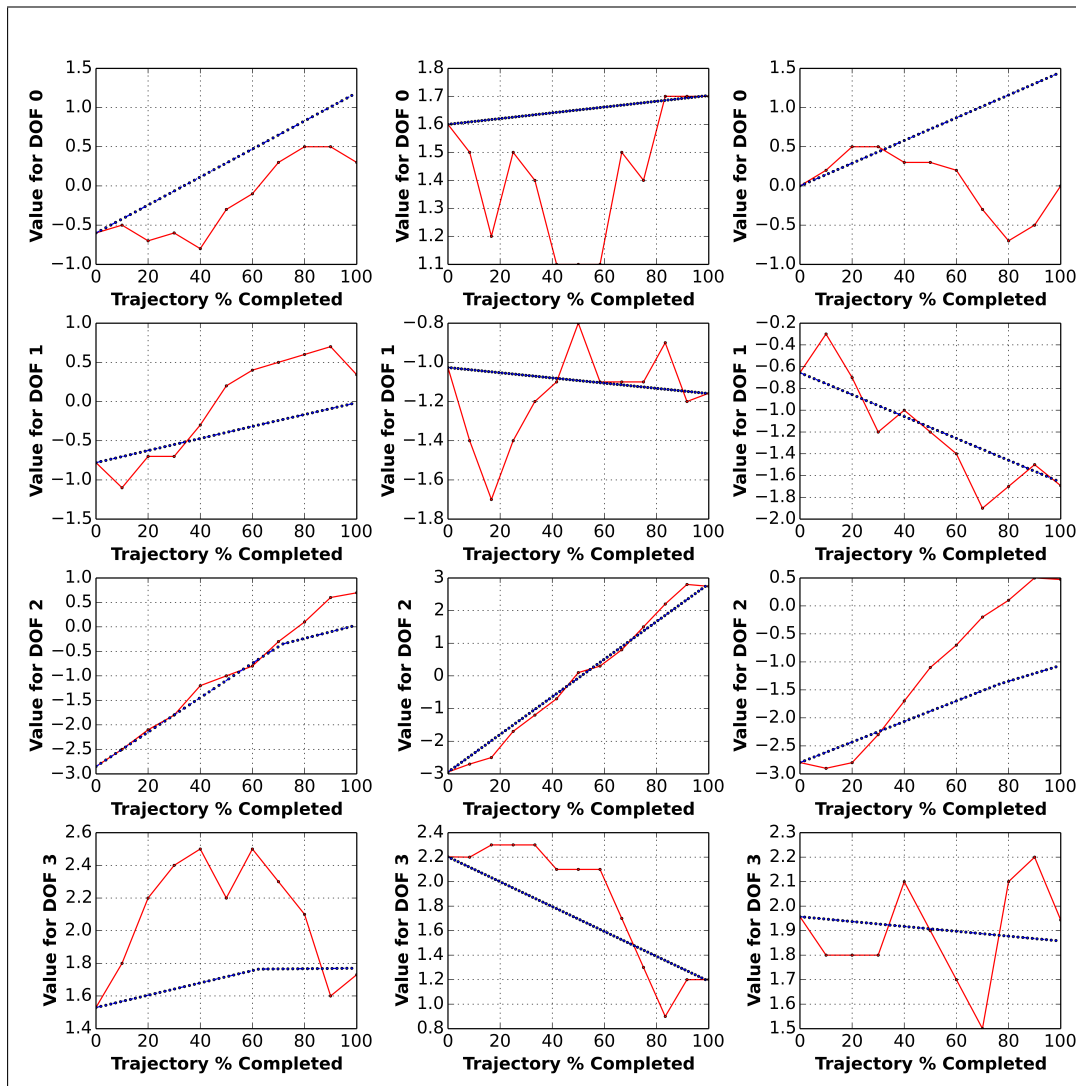 1.5
1.0
0.5
0.0
−0.5
−1.0
0 20 40 60 80 100
Value for DOF 0
Trajectory % Completed
1.8
1.7
1.6
1.5
1.4
1.3
1.2
1.1
0 20 40 60 80 100
Value for DOF 0
Trajectory % Completed
1.5
1.0
0.5
0.0
−0.5
−1.0
0 20 40 60 80 100
Value for DOF 0
Trajectory % Completed
1.0
0.5
0.0
−0.5
−1.0
−1.5
0 20 40 60 80 100
Value for DOF 1
Trajectory % Completed
−0.8
−1.0
−1.2
−1.4
−1.6
−1.8
0 20 40 60 80 100
Value for DOF 1
Trajectory % Completed
−0.2
−0.4
−0.6
−0.8
−1.0
−1.2
−1.4
−1.6
−1.8
−2.0
0 20 40 60 80 100
Value for DOF 1
Trajectory % Completed
1.0
0.5
0.0
−0.5
−1.0
−1.5
−2.0
−2.5
−3.0
0 20 40 60 80 100
Value for DOF 2
Trajectory % Completed
3
2
1
0
−1
−2
−3
0 20 40 60 80 100
Value for DOF 2
Trajectory % Completed
0.5
0.0
−0.5
−1.0
−1.5
−2.0
−2.5
−3.0
0 20 40 60 80 100
Value for DOF 2
Trajectory % Completed
2.6
2.4
2.2
2.0
1.8
1.6
1.4
0 20 40 60 80 100
Value for DOF 3
Trajectory % Completed
2.4
2.2
2.0
1.8
1.6
1.4
1.2
1.0
0.8
0 20 40 60 80 100
Value for DOF 3
Trajectory % Completed
2.3
2.2
2.1
2.0
1.9
1.8
1.7
1.6
1.5
0 20 40 60 80 100
Value for DOF 3
Trajectory % Completed